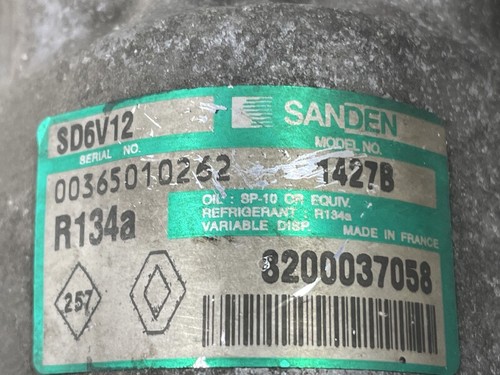 SD6V12
SANDEN
SERIAL NO.
MODEL NO.
00365010262
1427B
R134a
OIL : SP-10 OR EQUIV.
REFRIGERANT : R134a
VARIABLE DISP.
MADE IN FRANCE
8200037058
257